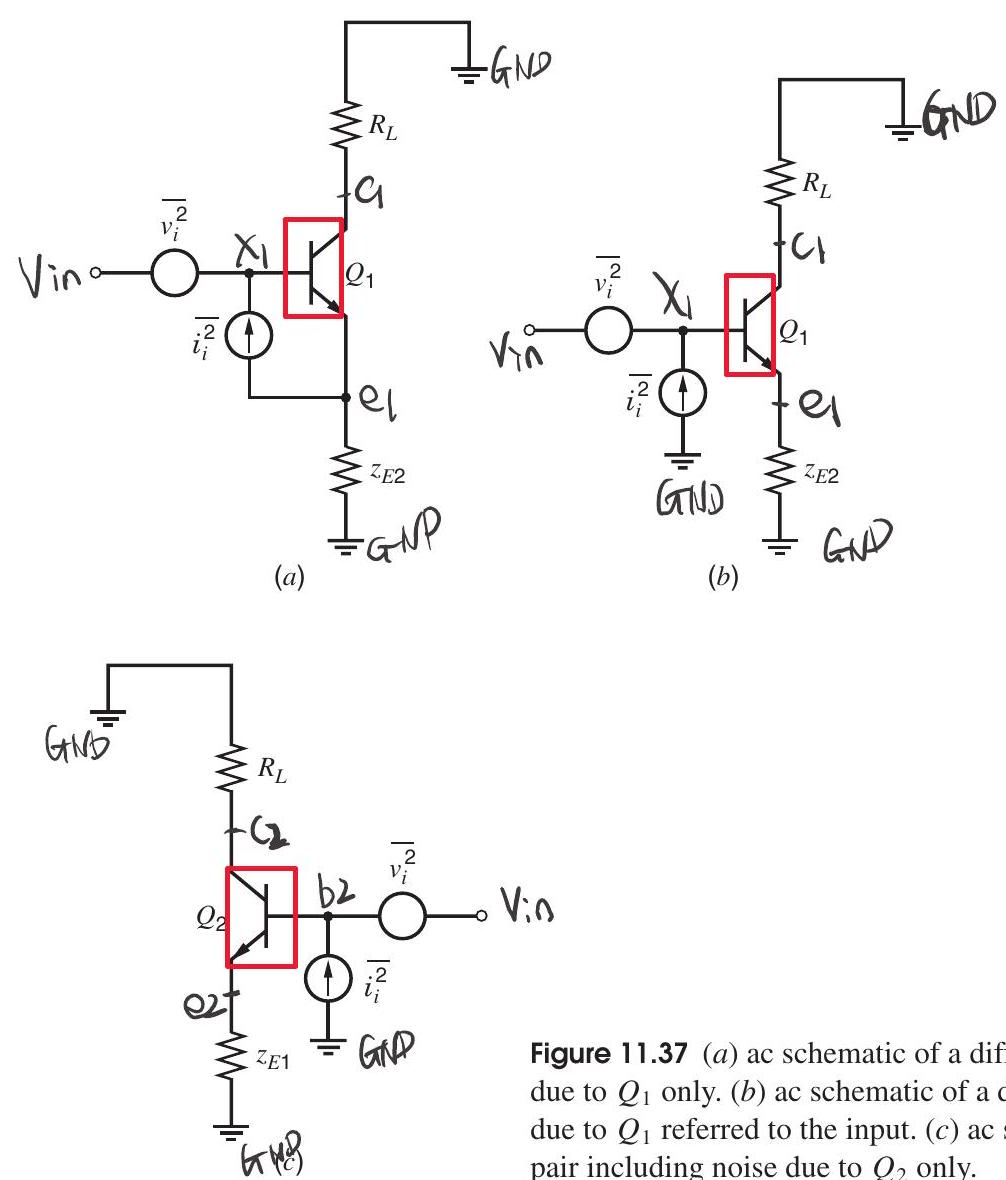 GND
R_L
C1
\overline{v_i^2}
X1
Vin
Q_1
\overline{i_i^2}
e1
z_{E2}
GND
(a)
GND
R_L
C1
\overline{v_i^2}
X1
Vin
Q_1
\overline{i_i^2}
e1
z_{E2}
GND
GND
(b)
GND
R_L
C2
\overline{v_i^2}
b2
Vin
Q_2
\overline{i_i^2}
e2
z_{E1}
GND
GND
(c)
Figure 11.37 (a) ac schematic of a dif
due to Q_1 only. (b) ac schematic of a
due to Q_1 referred to the input. (c) ac
pair including noise due to Q_2 only.